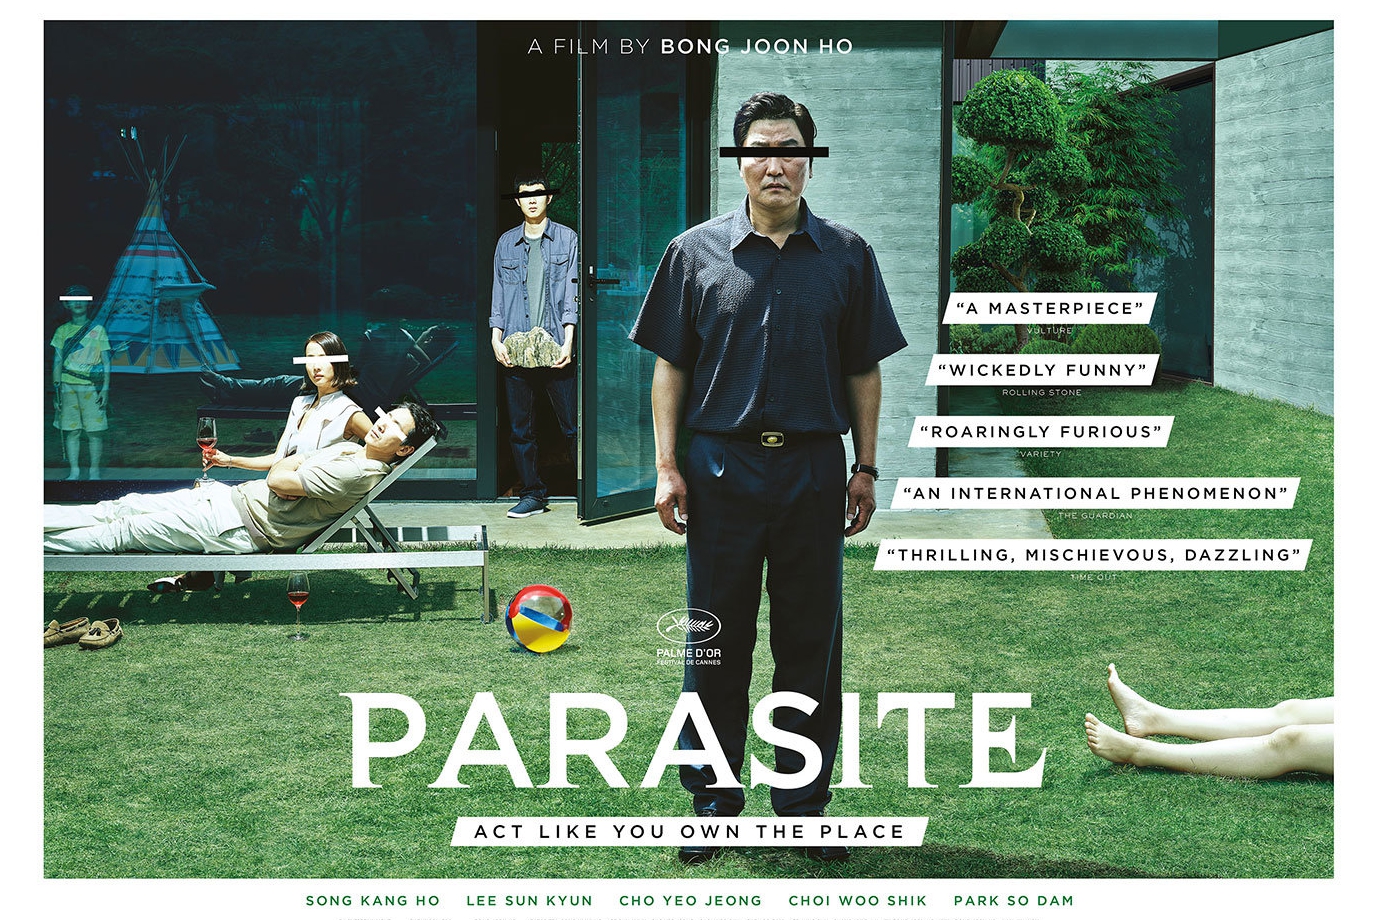 A FILM BY BONG JOON HO
“A MASTERPIECE”
VULTURE
“WICKEDLY FUNNY”
ROLLING STONE
“ROARINGLY FURIOUS”
VARIETY
“AN INTERNATIONAL PHENOMENON”
THE GUARDIAN
“THRILLING, MISCHIEVOUS, DAZZLING”
TIME OUT
PALME D'OR
FESTIVAL DE CANNES
PARASITE
ACT LIKE YOU OWN THE PLACE
SONG KANG HO LEE SUN KYUN CHO YEO JEONG CHOI WOO SHIK PARK SO DAM